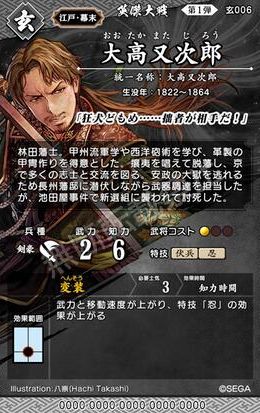 玄
江戸・幕末
英傑大戦
第1弾
玄006
おおたかまたじろう
大高又次郎
統一名称：大高又次郎
生没年：1822～1864
「狂犬どもめ……拙者が相手だ！」
林田藩士。甲州流軍学や西洋砲術を学び、革製の
甲冑作りを得意とした。攘夷を唱えて脱藩し、京
で多くの志士と交流を図る。安政の大獄を逃れる
ため長州藩邸に潜伏しながら武器調達を担当した
が、池田屋事件で新選組に襲われて討死した。
兵種
武力
知力
武将コスト
剣豪
2
6
特技
伏兵
忍
へんそう
必要士気
効果時間
変装
3
知力時間
効果範囲
武力と移動速度が上がり、特技「忍」の効
果が上がる
Illustration:八景(Hachi Takashi)
©SEGA
0000-0000-0000-0000-0000